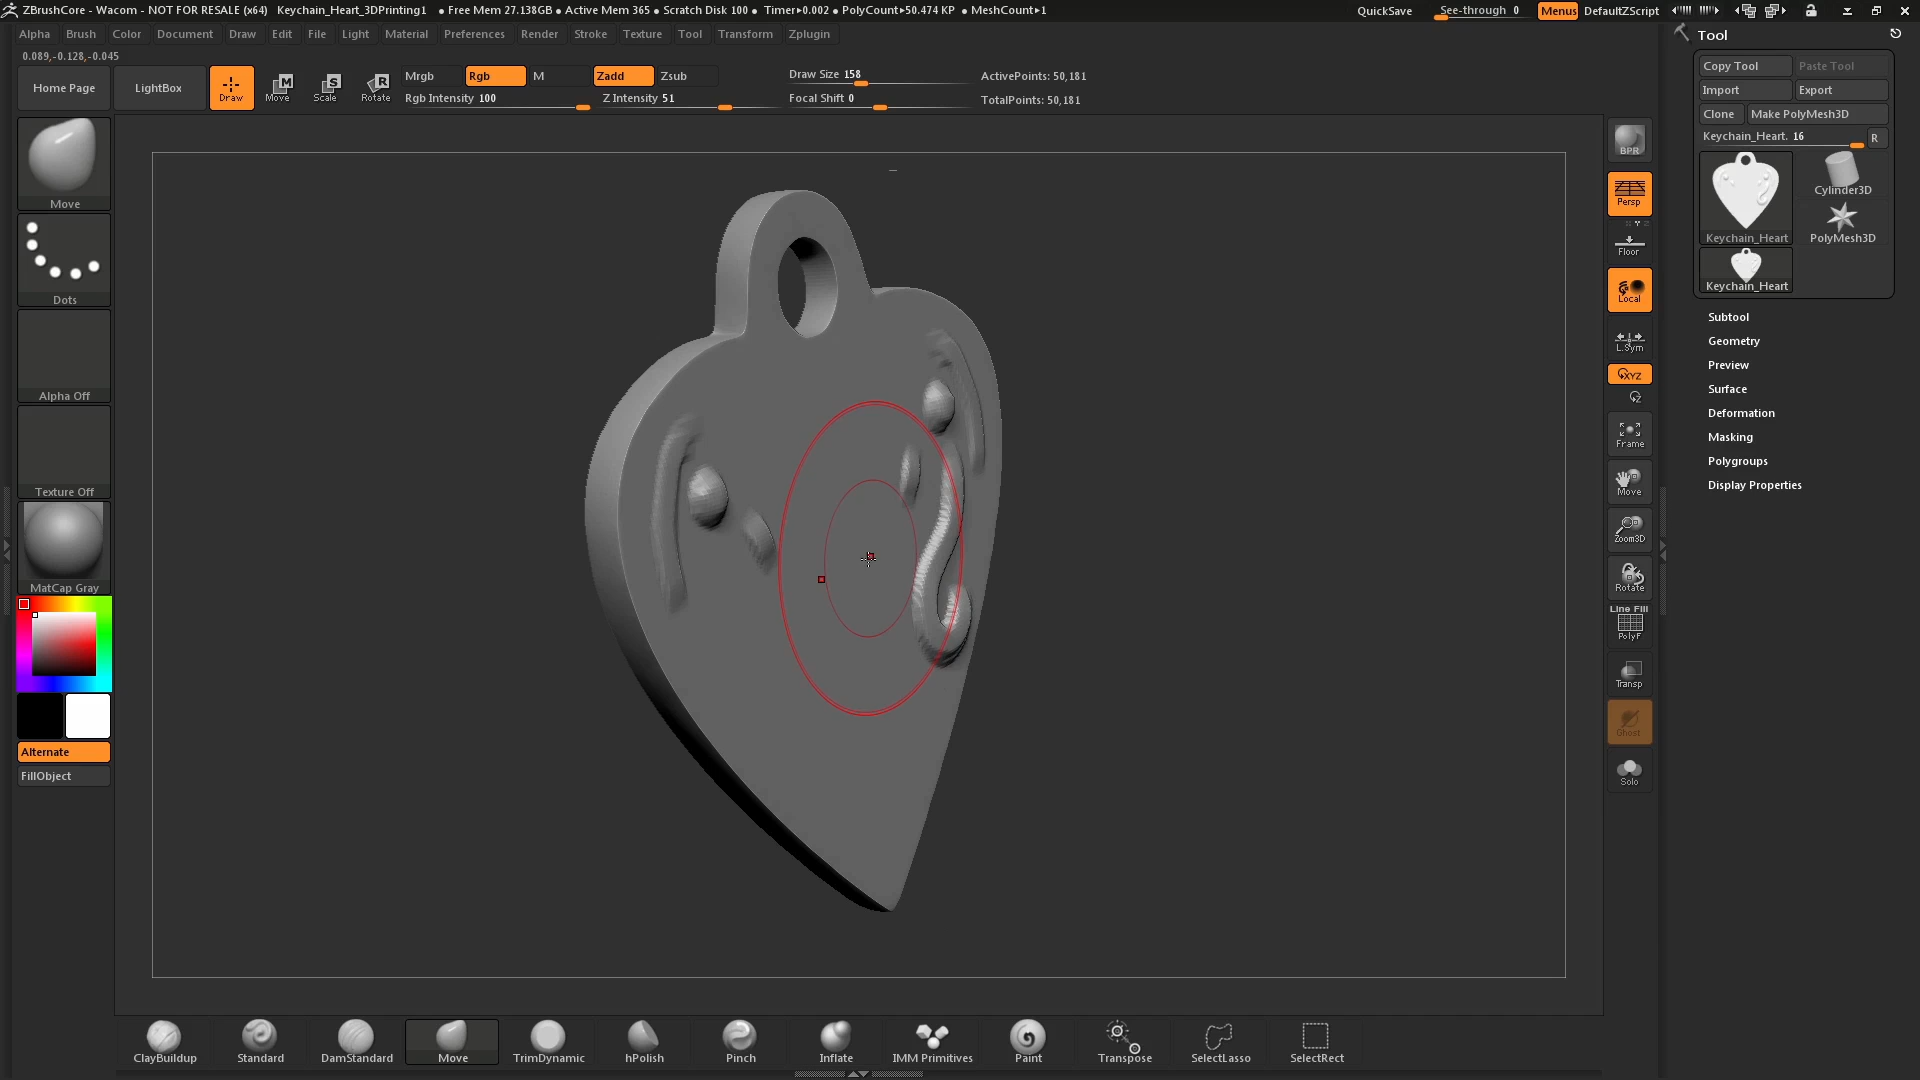 ZBrushCore - Wacom - NOT FOR RESALE (x64) Keychain_Heart_3DPrinting1 ● Free Mem 27.138GB ● Active Mem 365 ● Scratch Disk 100 ● Timer▸0.002 ● PolyCount▸50.474 KP ● MeshCount▸1 QuickSave See-through 0 Menus DefaultZScript
Alpha Brush Color Document Draw Edit File Light Material Preferences Render Stroke Texture Tool Transform Zplugin
0.089,-0.128,-0.045
Home Page
LightBox
Draw
M
Move
S
Scale
R
Rotate
Mrgb Rgb M Zadd Zsub
Rgb Intensity 100 Z Intensity 51
Draw Size 158
Focal Shift 0
ActivePoints: 50,181
TotalPoints: 50,181
Move
Dots
Alpha Off
Texture Off
MatCap Gray
Alternate
FillObject
BPR
Persp
Floor
Local
L.Sym
XYZ
Z
Frame
Move
Zoom3D
Rotate
Line Fill
PolyF
Transp
Ghost
Solo
Tool
Copy Tool Paste Tool
Import Export
Clone Make PolyMesh3D
Keychain_Heart. 16 R
Keychain_Heart
Cylinder3D
PolyMesh3D
Keychain_Heart
Subtool
Geometry
Preview
Surface
Deformation
Masking
Polygroups
Display Properties
ClayBuildup Standard DamStandard Move TrimDynamic hPolish Pinch Inflate IMM Primitives Paint Transpose SelectLasso SelectRect